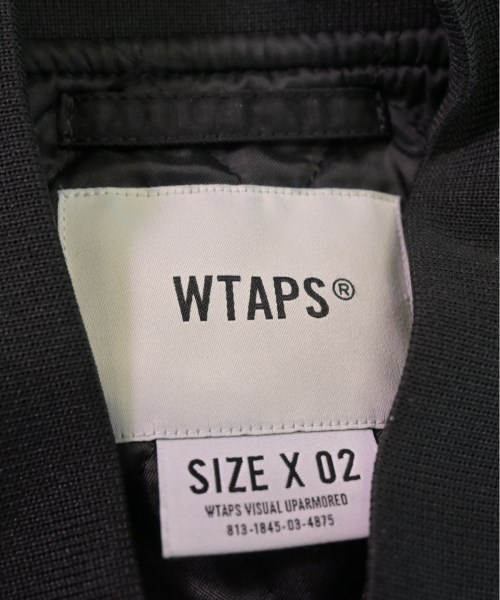 WTAPS®
SIZE X 02
WTAPS VISUAL UPARMORED
813-1845-03-4875